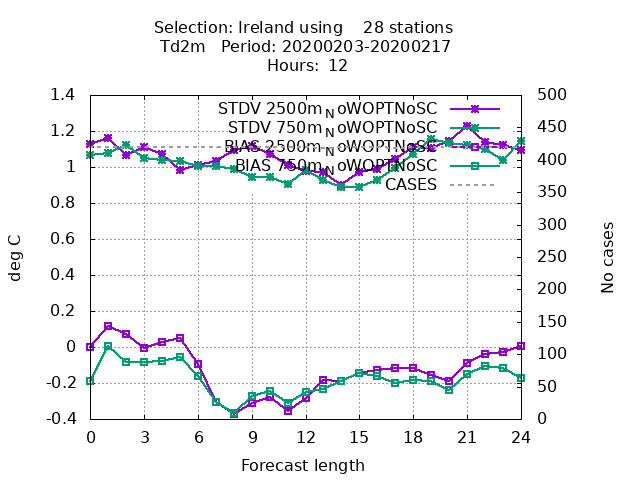 Selection: Ireland using 28 stations
Td2m Period: 20200203-20200217
Hours: 12
STDV 2500m_NoWOPTNoSC
STDV 750m_NoWOPTNoSC
BIAS 2500m_NoWOPTNoSC
BIAS 750m_NoWOPTNoSC
CASES
deg C
1.4
1.2
1
0.8
0.6
0.4
0.2
0
-0.2
-0.4
500
450
400
350
300
250
200
150
100
50
0
No cases
0 3 6 9 12 15 18 21 24
Forecast length